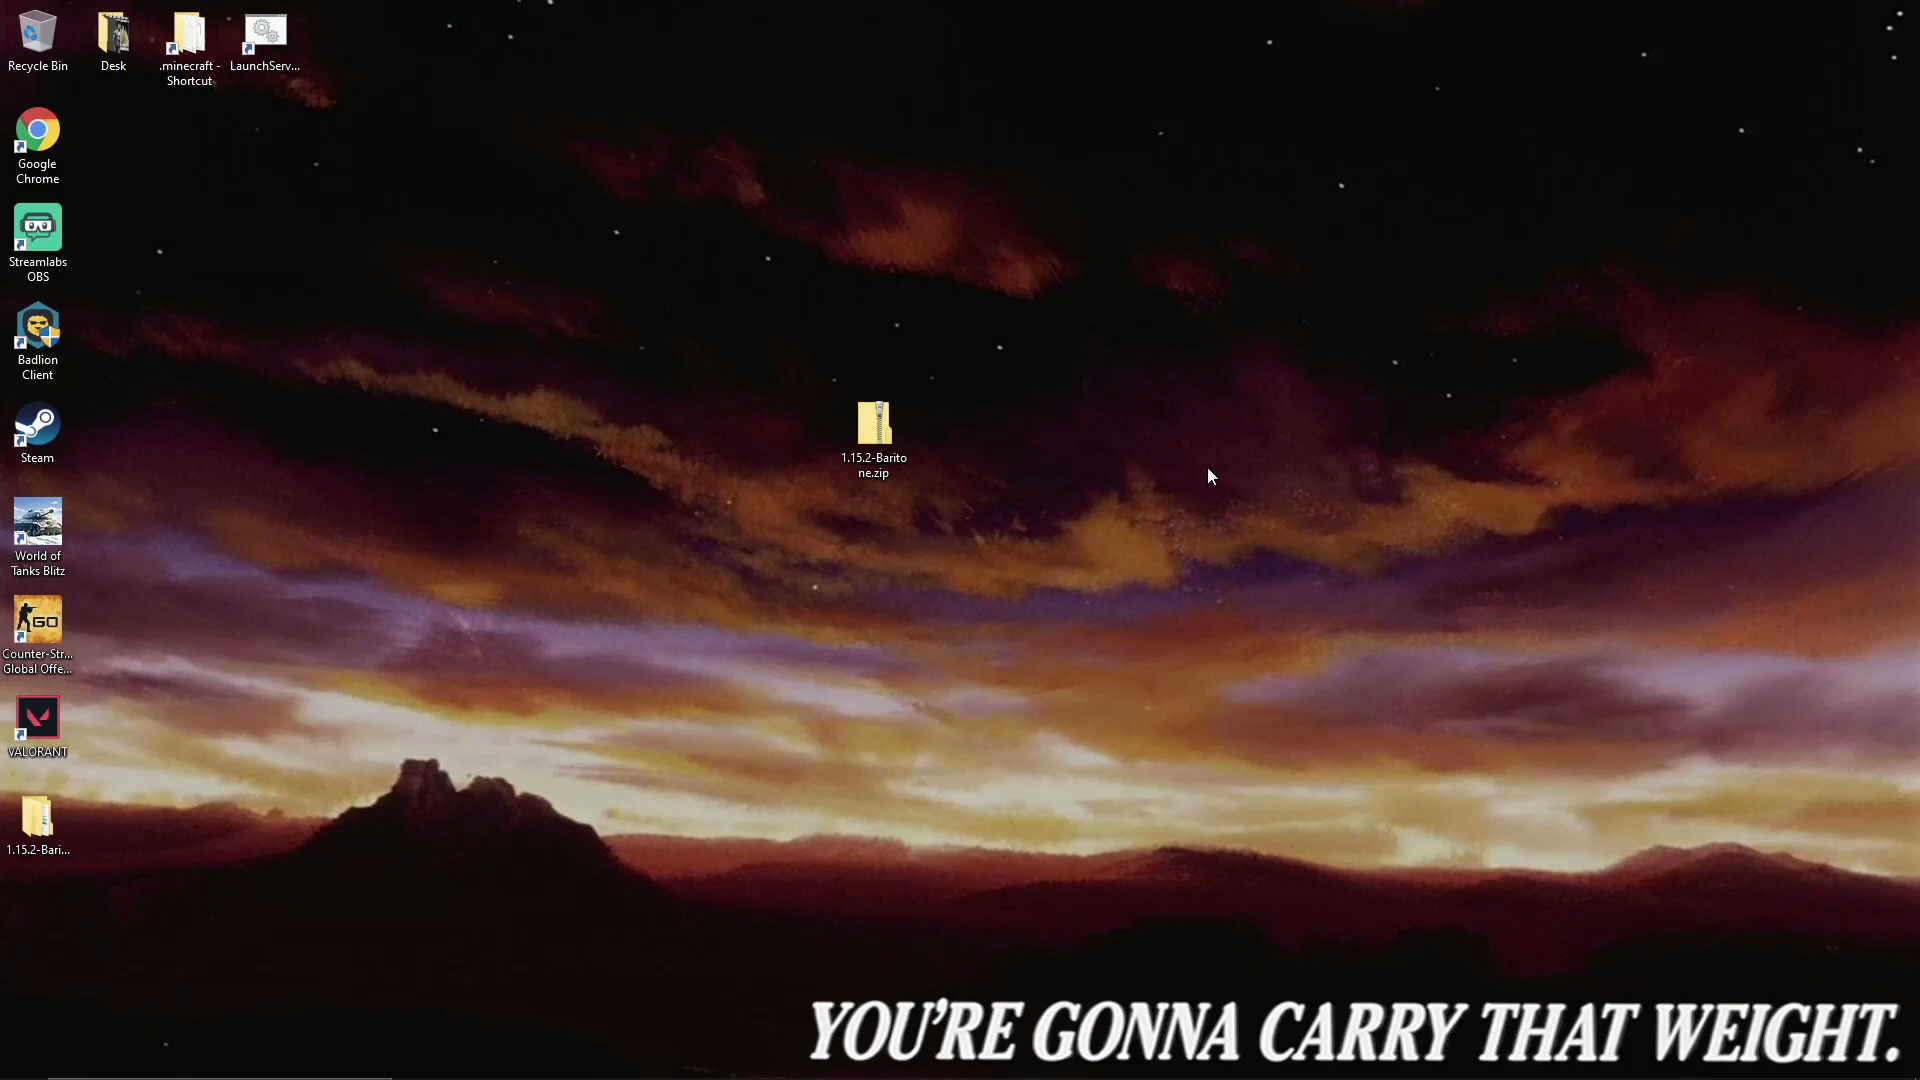 Recycle Bin
Desk
.minecraft -
Shortcut
LaunchServ...
Google
Chrome
Streamlabs
OBS
Badlion
Client
Steam
World of
Tanks Blitz
GO
Counter-Str...
Global Offe...
VALORANT
1.15.2-Bari...
1.15.2-Barito
ne.zip
YOU'RE GONNA CARRY THAT WEIGHT.